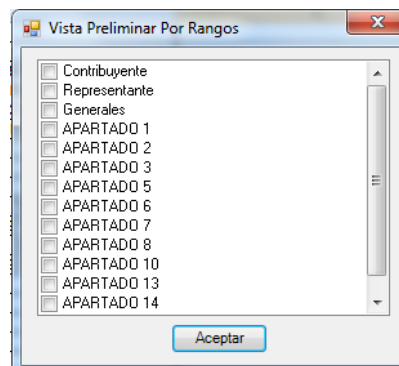 Vista Preliminar Por Rangos
Contribuyente
Representante
Generales
APARTADO 1
APARTADO 2
APARTADO 3
APARTADO 5
APARTADO 6
APARTADO 7
APARTADO 8
APARTADO 10
APARTADO 13
APARTADO 14
Aceptar